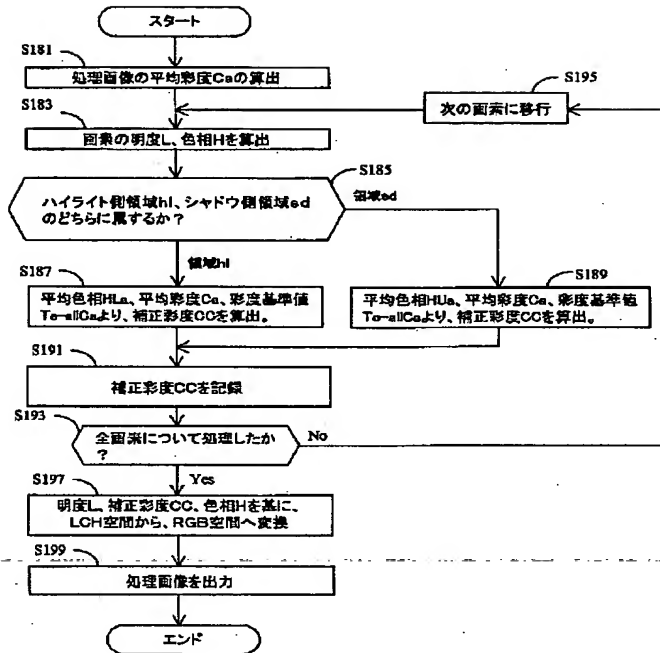 スタート
S181
処理画像の平均彩度Caの算出
S195
次の画素に移行
S183
画素の明度L、色相Hを算出
S185
ハイライト側領域hl、シャドウ側領域sd
のどちらに属するか?
領域sd
領域hl
S187
平均色相HLa、平均彩度Ca、彩度基準値
To-allCaより、補正彩度CCを算出。
S189
平均色相HUa、平均彩度Ca、彩度基準値
To-allCaより、補正彩度CCを算出。
S191
補正彩度CCを記録
S193
全画素について処理したか
?
No
Yes
S197
明度L、補正彩度CC、色相Hを基に、
LCH空間から、RGB空間へ変換
S199
処理画像を出力
エンド